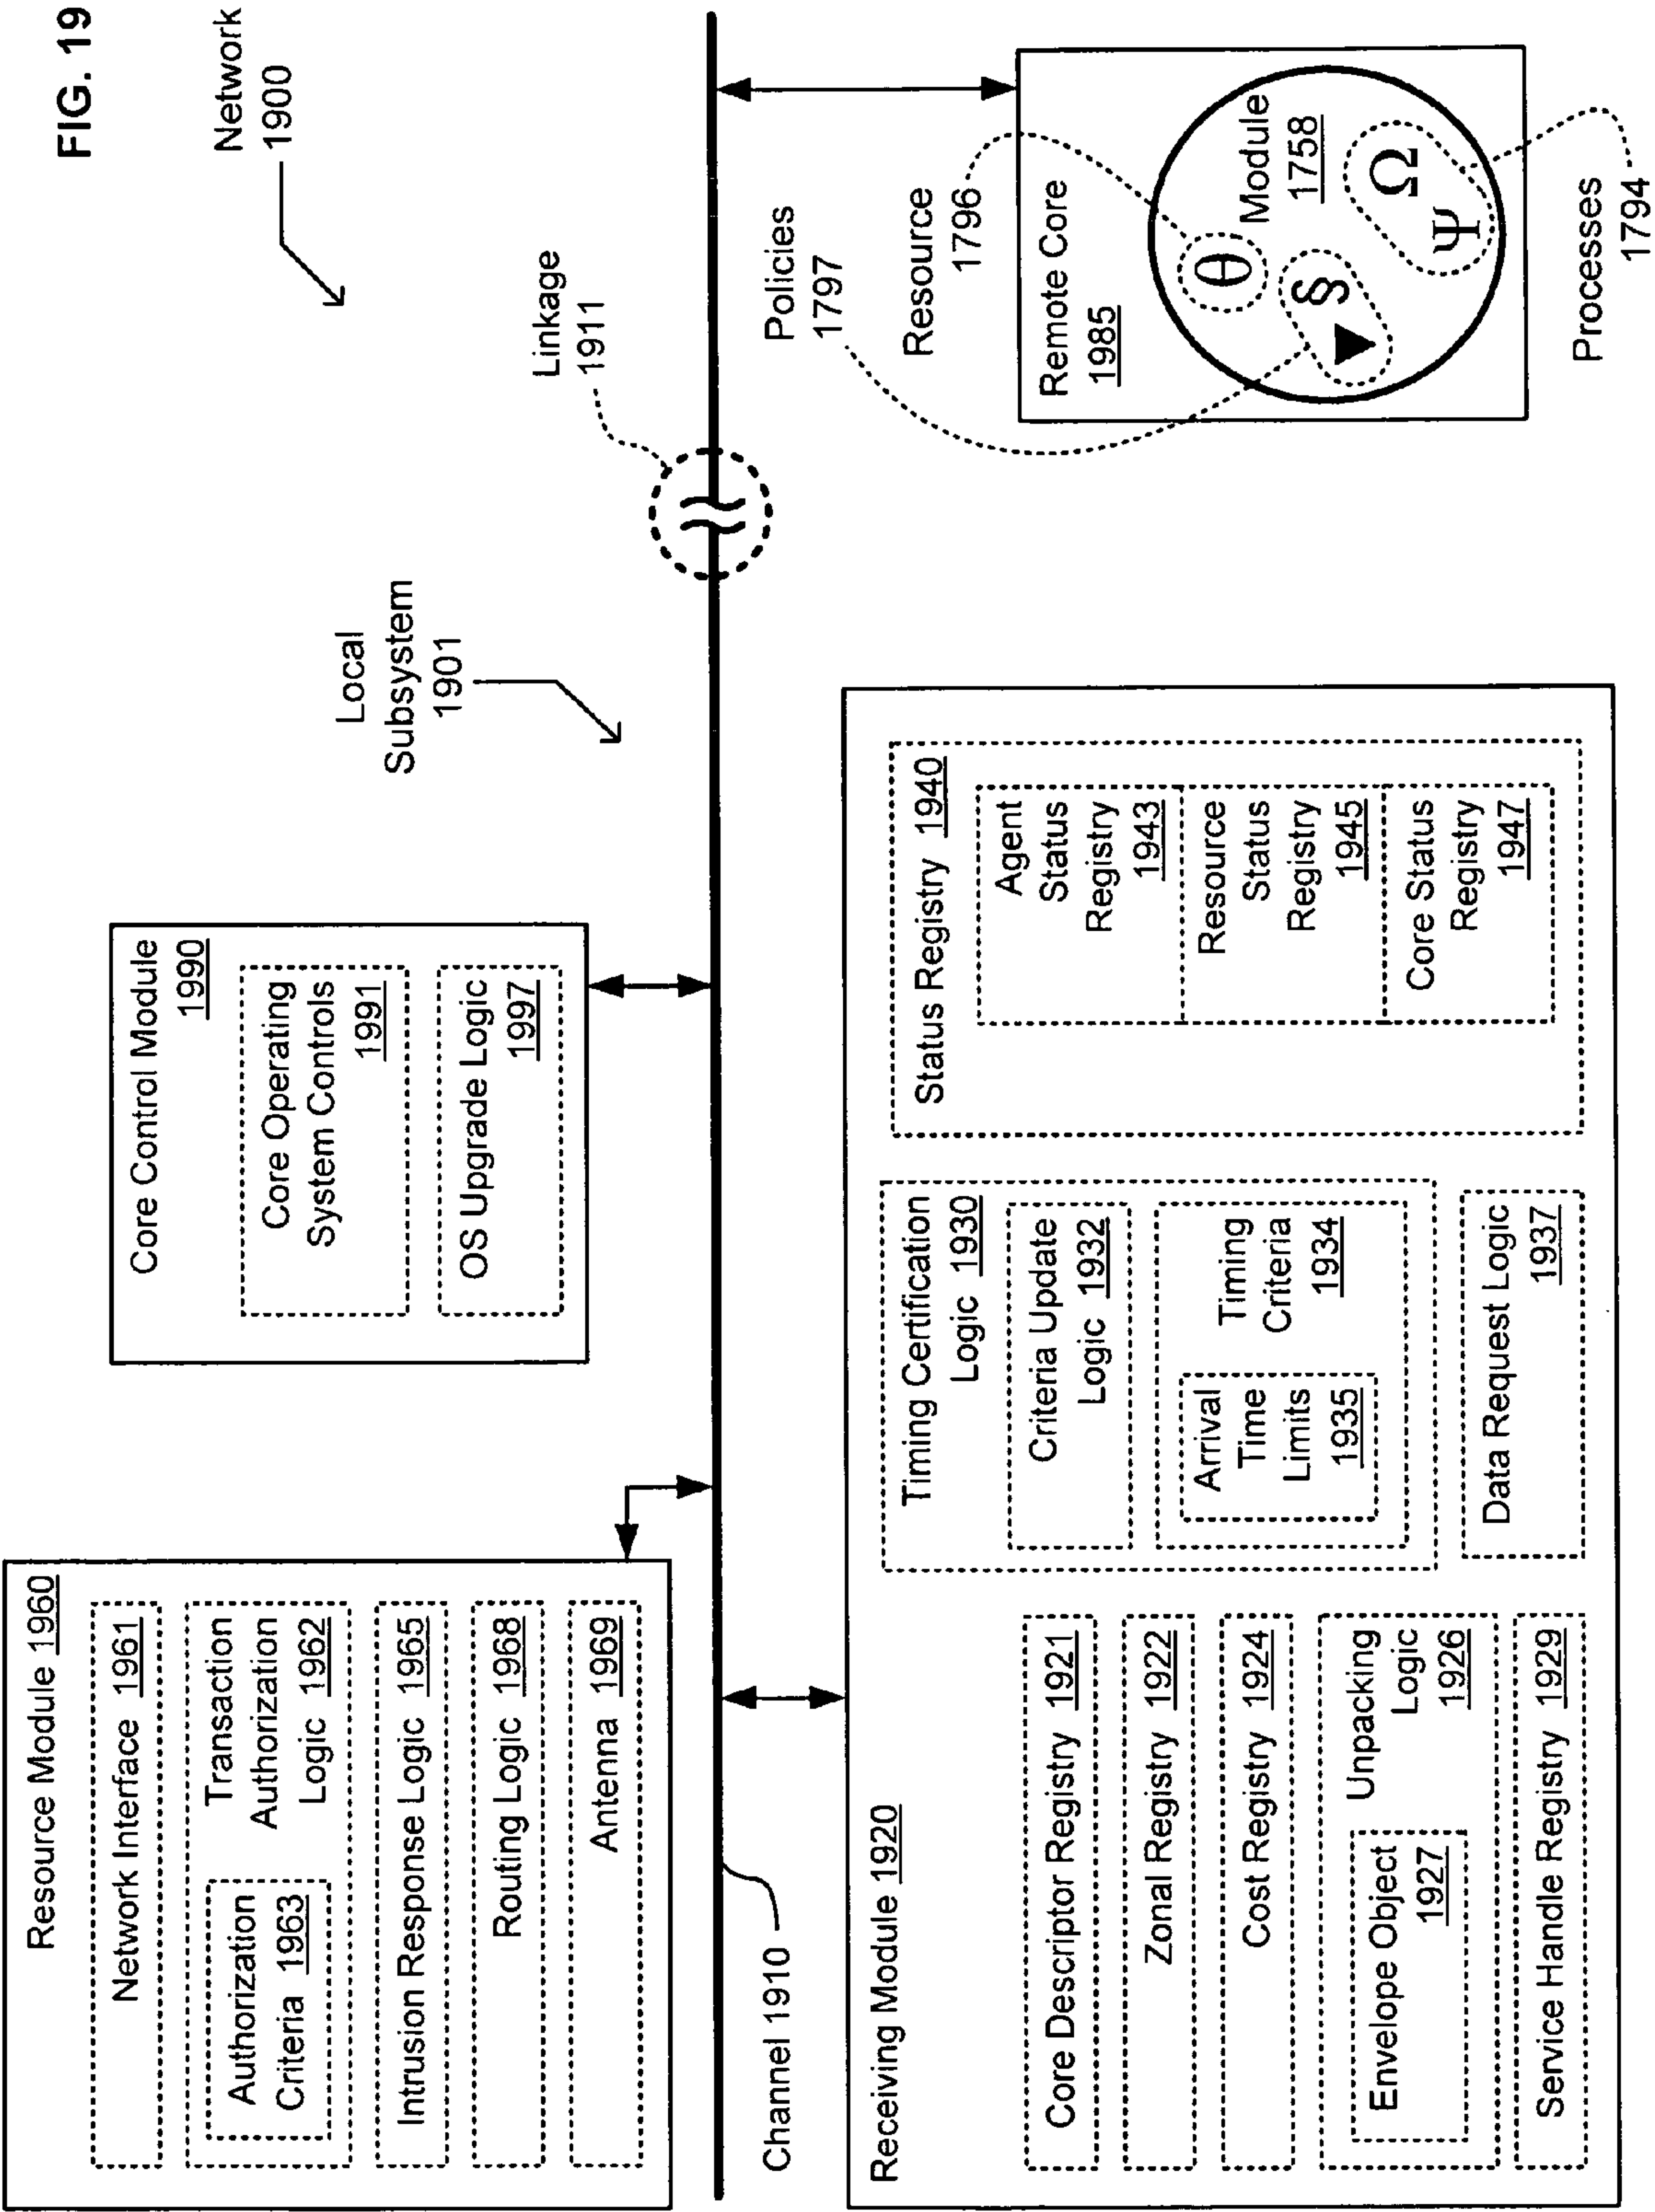 FIG. 19
Network
1900
Resource Module 1960
Network Interface 1961
Transaction
Authorization
Logic 1962
Authorization
Criteria 1963
Intrusion Response Logic 1965
Routing Logic 1968
Antenna 1969
Core Control Module
1990
Core Operating
System Controls
1991
OS Upgrade Logic
1997
Local
Subsystem
1901
Linkage
1911
Channel 1910
Receiving Module 1920
Core Descriptor Registry 1921
Zonal Registry 1922
Cost Registry 1924
Unpacking
Logic
1926
Envelope Object
1927
Service Handle Registry 1929
Timing Certification
Logic 1930
Criteria Update
Logic 1932
Timing
Criteria
1934
Arrival
Time
Limits
1935
Data Request Logic
1937
Status Registry 1940
Agent
Status
Registry
1943
Resource
Status
Registry
1945
Core Status
Registry
1947
Policies
1797
Resource
1796
Remote Core
1985
Module
1758
θ
§
Ω
Ψ
Processes
1794